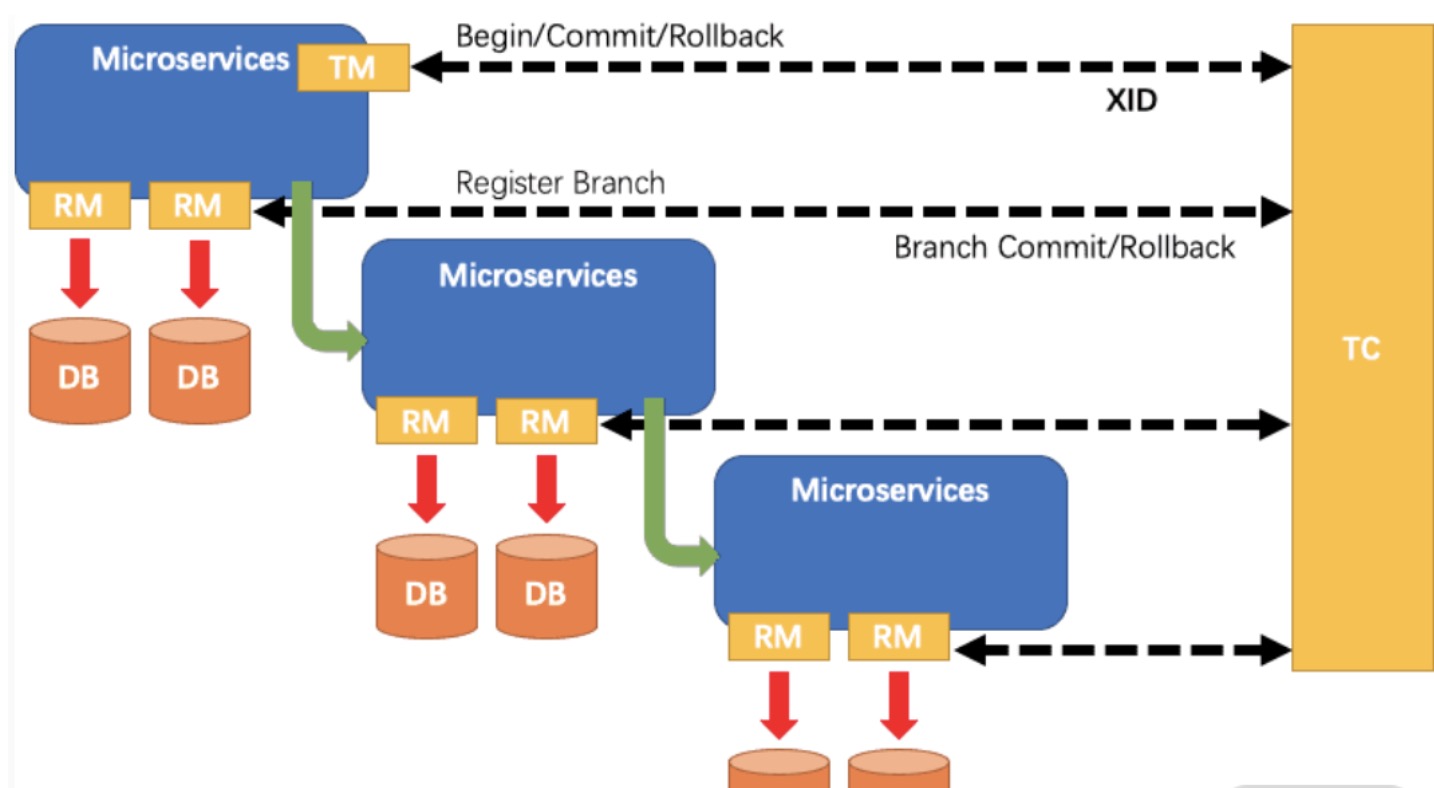 Begin/Commit/Rollback
Microservices
TM
XID
Register Branch
RM
RM
Branch Commit/Rollback
Microservices
DB
DB
TC
RM
RM
Microservices
DB
DB
RM
RM